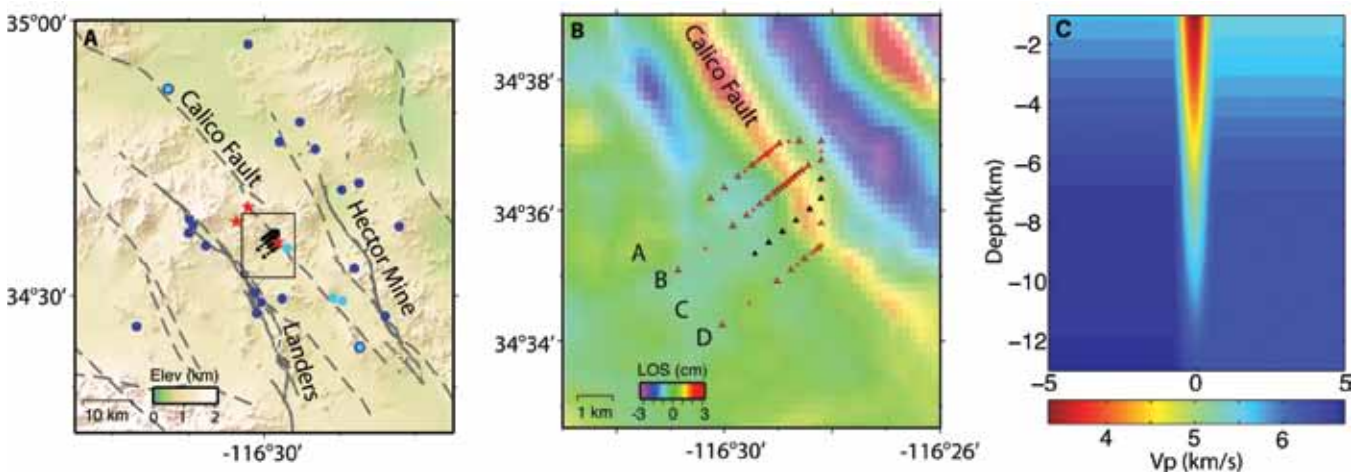 A
35°00'
34°30'
-116°30'
Calico Fault
Hector Mine
Landers
Elev (km)
0 1 2
10 km
B
34°38'
34°36'
34°34'
-116°30'
-116°26'
Calico Fault
A
B
C
D
LOS (cm)
-3 0 3
1 km
C
Depth(km)
-2
-4
-6
-8
-10
-12
-5 0 5
4 5 6
Vp (km/s)